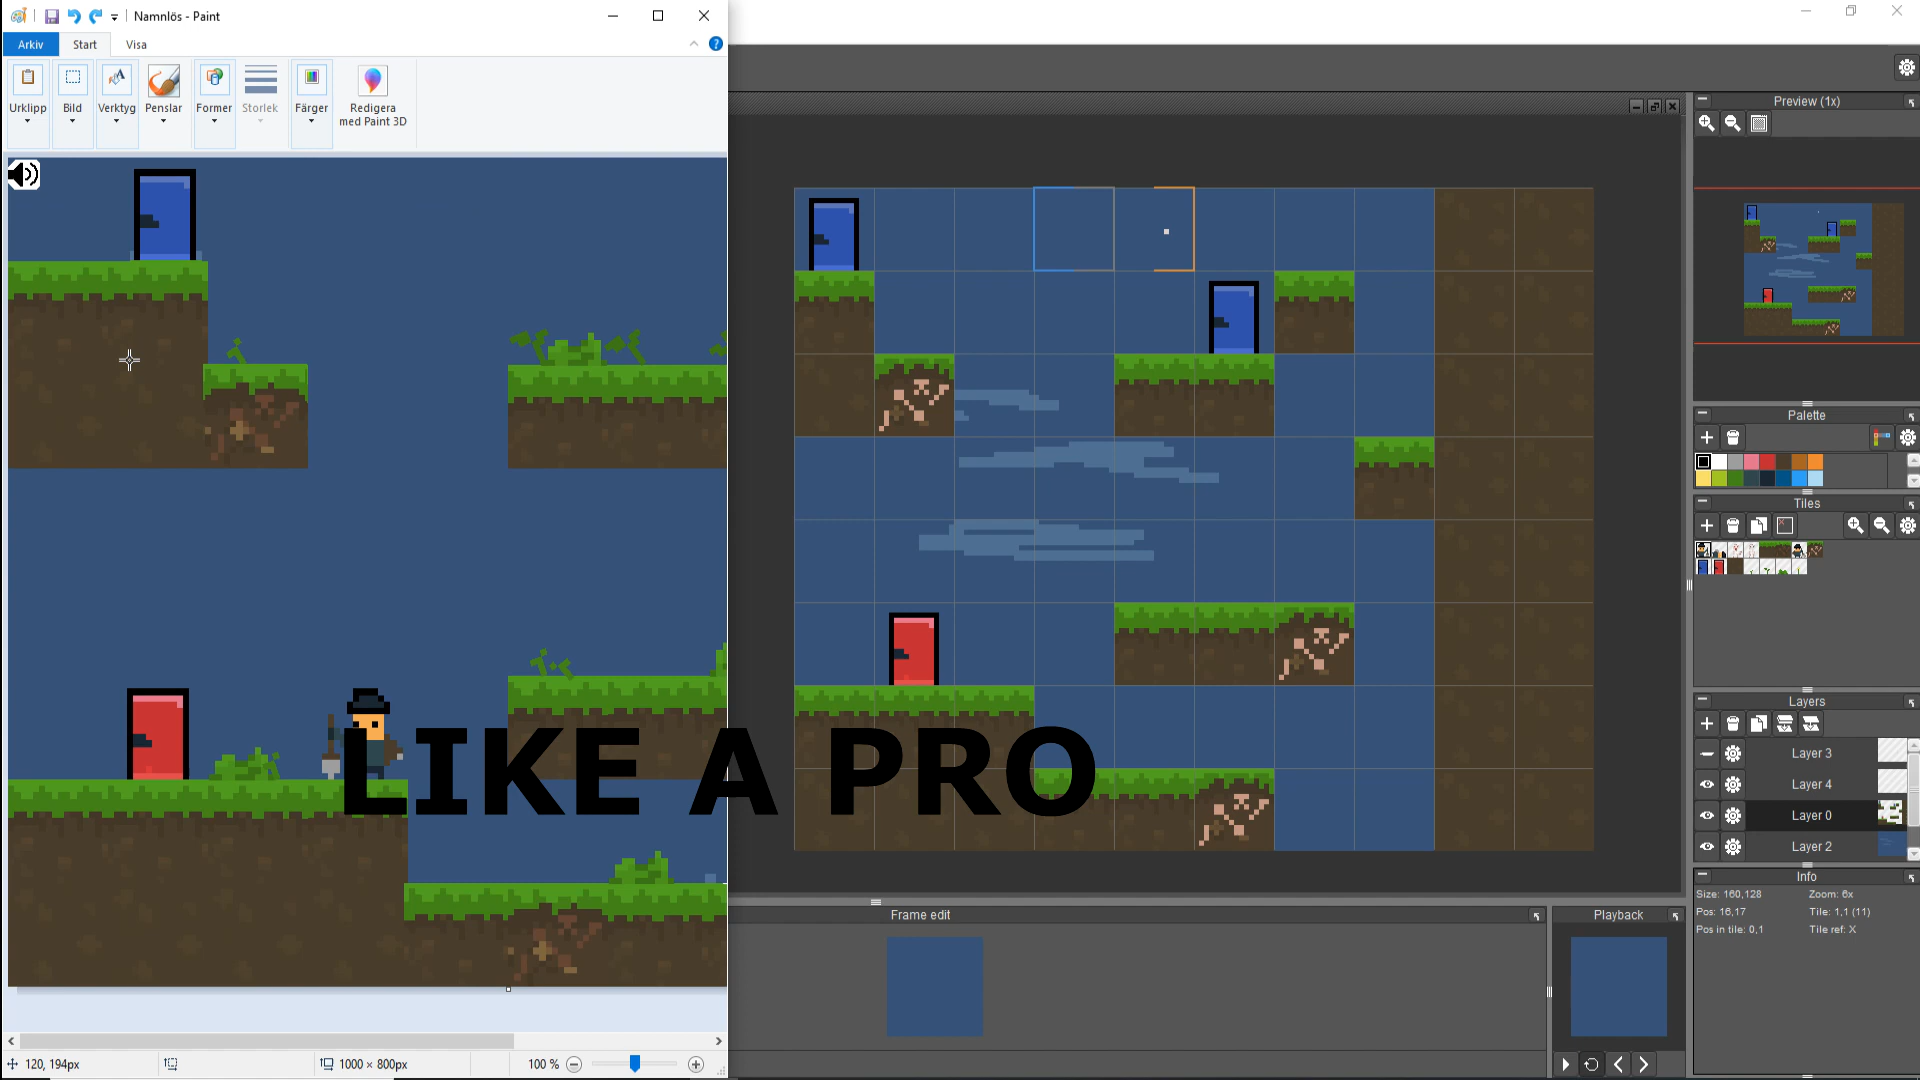 Namnlös - Paint
Arkiv
Start
Visa
Urklipp
Bild
Verktyg
Penslar
Former
Storlek
Färger
Redigera
med Paint 3D
LIKE A PRO
120, 194px
1000 × 800px
100 %
Frame edit
Playback
Preview (1x)
Palette
Tiles
Layers
Layer 3
Layer 4
Layer 0
Layer 2
Info
Size: 160,128
Zoom: 6x
Pos: 16,17
Tile: 1,1 (11)
Pos in tile: 0,1
Tile ref: X